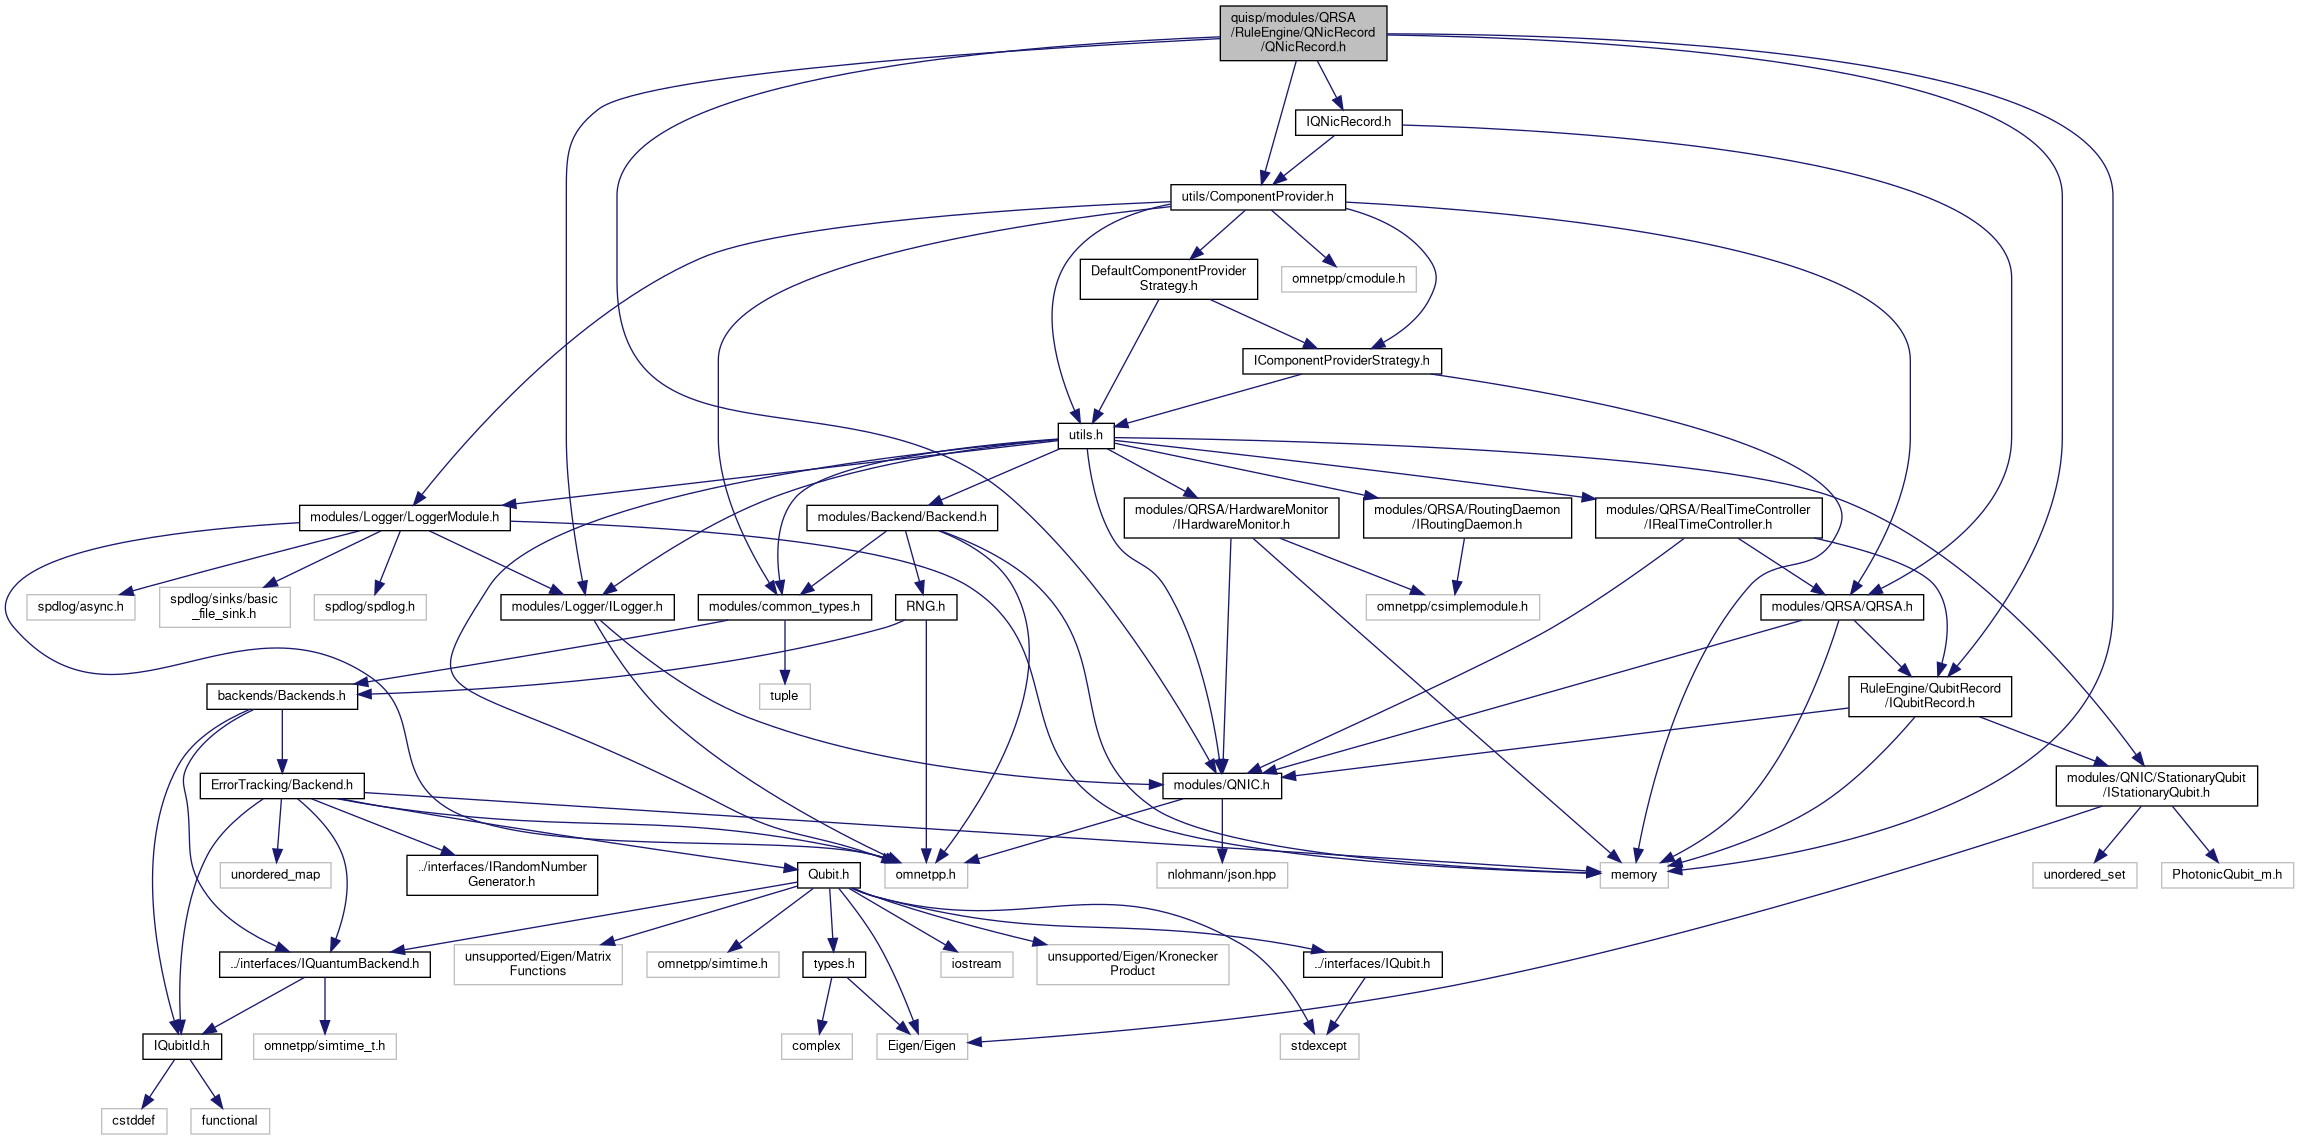 quisp/modules/QRSA
/RuleEngine/QNicRecord
/QNicRecord.h
IQNicRecord.h
utils/ComponentProvider.h
DefaultComponentProvider
Strategy.h
omnetpp/cmodule.h
IComponentProviderStrategy.h
utils.h
modules/Logger/LoggerModule.h
modules/Backend/Backend.h
modules/QRSA/HardwareMonitor
/IHardwareMonitor.h
modules/QRSA/RoutingDaemon
/IRoutingDaemon.h
modules/QRSA/RealTimeController
/IRealTimeController.h
spdlog/async.h
spdlog/sinks/basic
_file_sink.h
spdlog/spdlog.h
modules/Logger/ILogger.h
modules/common_types.h
RNG.h
omnetpp/csimplemodule.h
modules/QRSA/QRSA.h
backends/Backends.h
tuple
RuleEngine/QubitRecord
/IQubitRecord.h
ErrorTracking/Backend.h
modules/QNIC.h
modules/QNIC/StationaryQubit
/IStationaryQubit.h
unordered_map
../interfaces/IRandomNumber
Generator.h
Qubit.h
omnetpp.h
nlohmann/json.hpp
memory
unordered_set
PhotonicQubit_m.h
../interfaces/IQuantumBackend.h
unsupported/Eigen/Matrix
Functions
omnetpp/simtime.h
types.h
iostream
unsupported/Eigen/Kronecker
Product
../interfaces/IQubit.h
IQubitId.h
omnetpp/simtime_t.h
complex
Eigen/Eigen
stdexcept
cstddef
functional